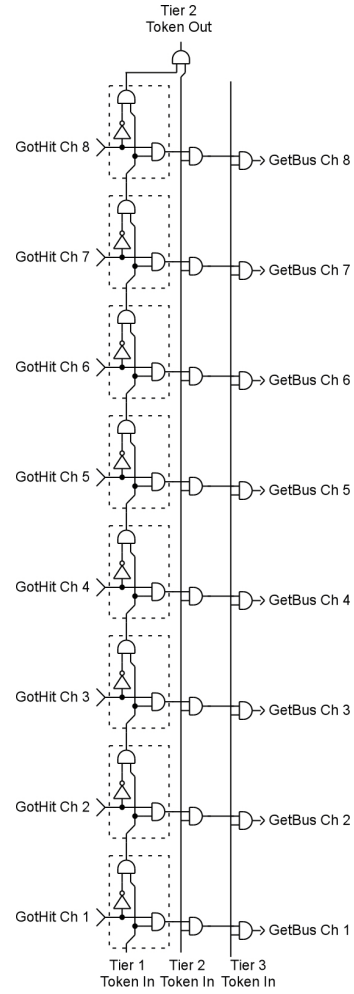 Tier 2
Token Out
GotHit Ch 8
GetBus Ch 8
GotHit Ch 7
GetBus Ch 7
GotHit Ch 6
GetBus Ch 6
GotHit Ch 5
GetBus Ch 5
GotHit Ch 4
GetBus Ch 4
GotHit Ch 3
GetBus Ch 3
GotHit Ch 2
GetBus Ch 2
GotHit Ch 1
GetBus Ch 1
Tier 1 Tier 2 Tier 3
Token In Token In Token In